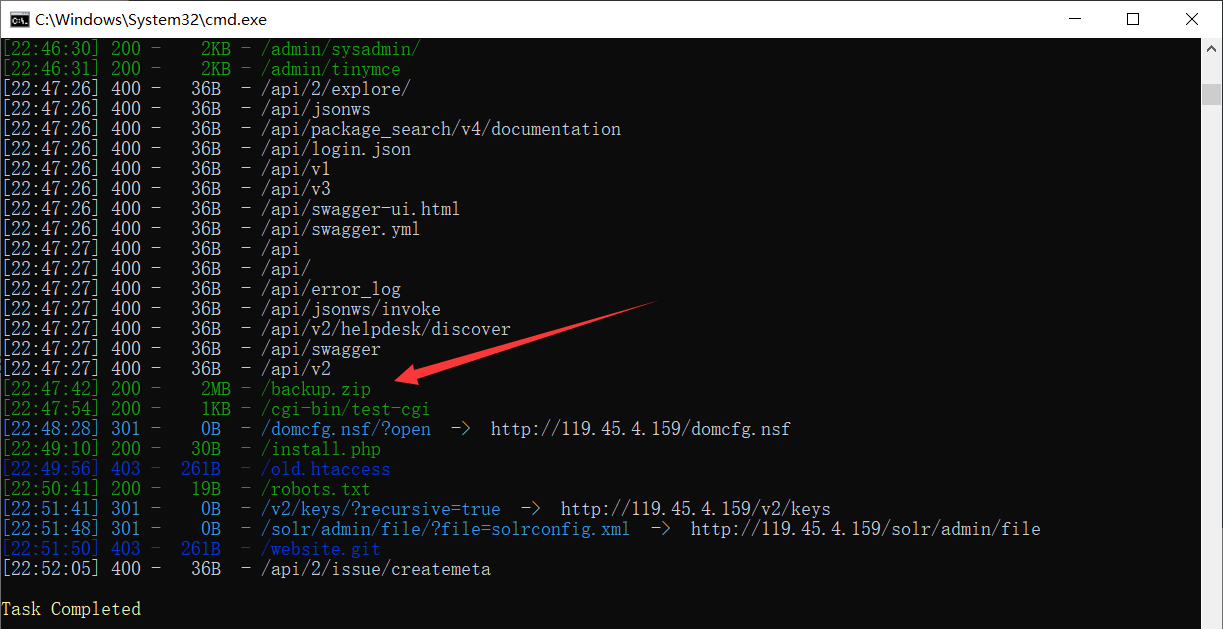 C:\Windows\System32\cmd.exe
[22:46:30] 200 -    2KB - /admin/sysadmin/
[22:46:31] 200 -    2KB - /admin/tinymce
[22:47:26] 400 -   36B  - /api/2/explore/
[22:47:26] 400 -   36B  - /api/jsonws
[22:47:26] 400 -   36B  - /api/package_search/v4/documentation
[22:47:26] 400 -   36B  - /api/login.json
[22:47:26] 400 -   36B  - /api/v1
[22:47:26] 400 -   36B  - /api/v3
[22:47:26] 400 -   36B  - /api/swagger-ui.html
[22:47:26] 400 -   36B  - /api/swagger.yml
[22:47:27] 400 -   36B  - /api
[22:47:27] 400 -   36B  - /api/
[22:47:27] 400 -   36B  - /api/error_log
[22:47:27] 400 -   36B  - /api/jsonws/invoke
[22:47:27] 400 -   36B  - /api/v2/helpdesk/discover
[22:47:27] 400 -   36B  - /api/swagger
[22:47:27] 400 -   36B  - /api/v2
[22:47:42] 200 -    2MB - /backup.zip
[22:47:54] 200 -    1KB - /cgi-bin/test-cgi
[22:48:28] 301 -    0B  - /domcfg.nsf/?open  ->  http://119.45.4.159/domcfg.nsf
[22:49:10] 200 -   30B  - /install.php
[22:49:56] 403 -  261B  - /old.htaccess
[22:50:41] 200 -   19B  - /robots.txt
[22:51:41] 301 -    0B  - /v2/keys/?recursive=true  ->  http://119.45.4.159/v2/keys
[22:51:48] 301 -    0B  - /solr/admin/file/?file=solrconfig.xml  ->  http://119.45.4.159/solr/admin/file
[22:51:50] 403 -  261B  - /website.git
[22:52:05] 400 -   36B  - /api/2/issue/createmeta
Task Completed